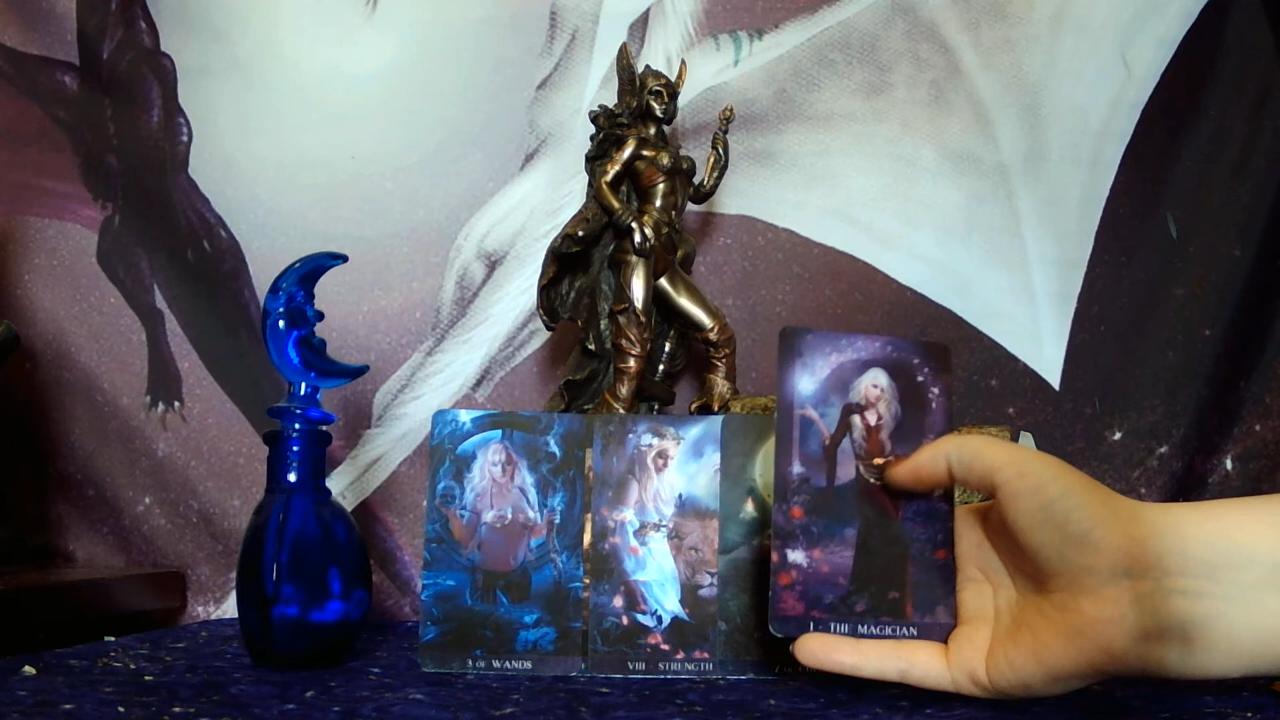 3 OF WANDS
VIII STRENGTH
I - THE MAGICIAN